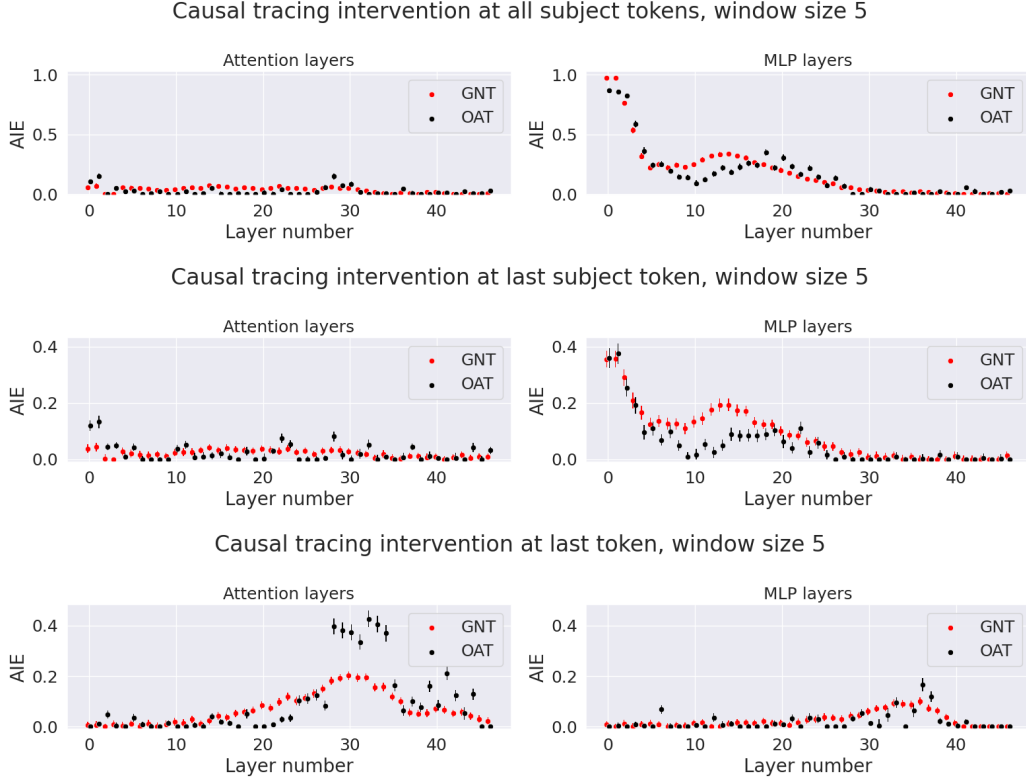 Causal tracing intervention at all subject tokens, window size 5
Attention layers
MLP layers
1.0
0.5
0.0
AIE
GNT
OAT
0
10
20
30
40
Layer number
1.0
0.5
0.0
AIE
GNT
OAT
0
10
20
30
40
Layer number
Causal tracing intervention at last subject token, window size 5
Attention layers
MLP layers
0.4
0.2
0.0
AIE
GNT
OAT
0
10
20
30
40
Layer number
0.4
0.2
0.0
AIE
GNT
OAT
0
10
20
30
40
Layer number
Causal tracing intervention at last token, window size 5
Attention layers
MLP layers
0.4
0.2
0.0
AIE
GNT
OAT
0
10
20
30
40
Layer number
0.4
0.2
0.0
AIE
GNT
OAT
0
10
20
30
40
Layer number